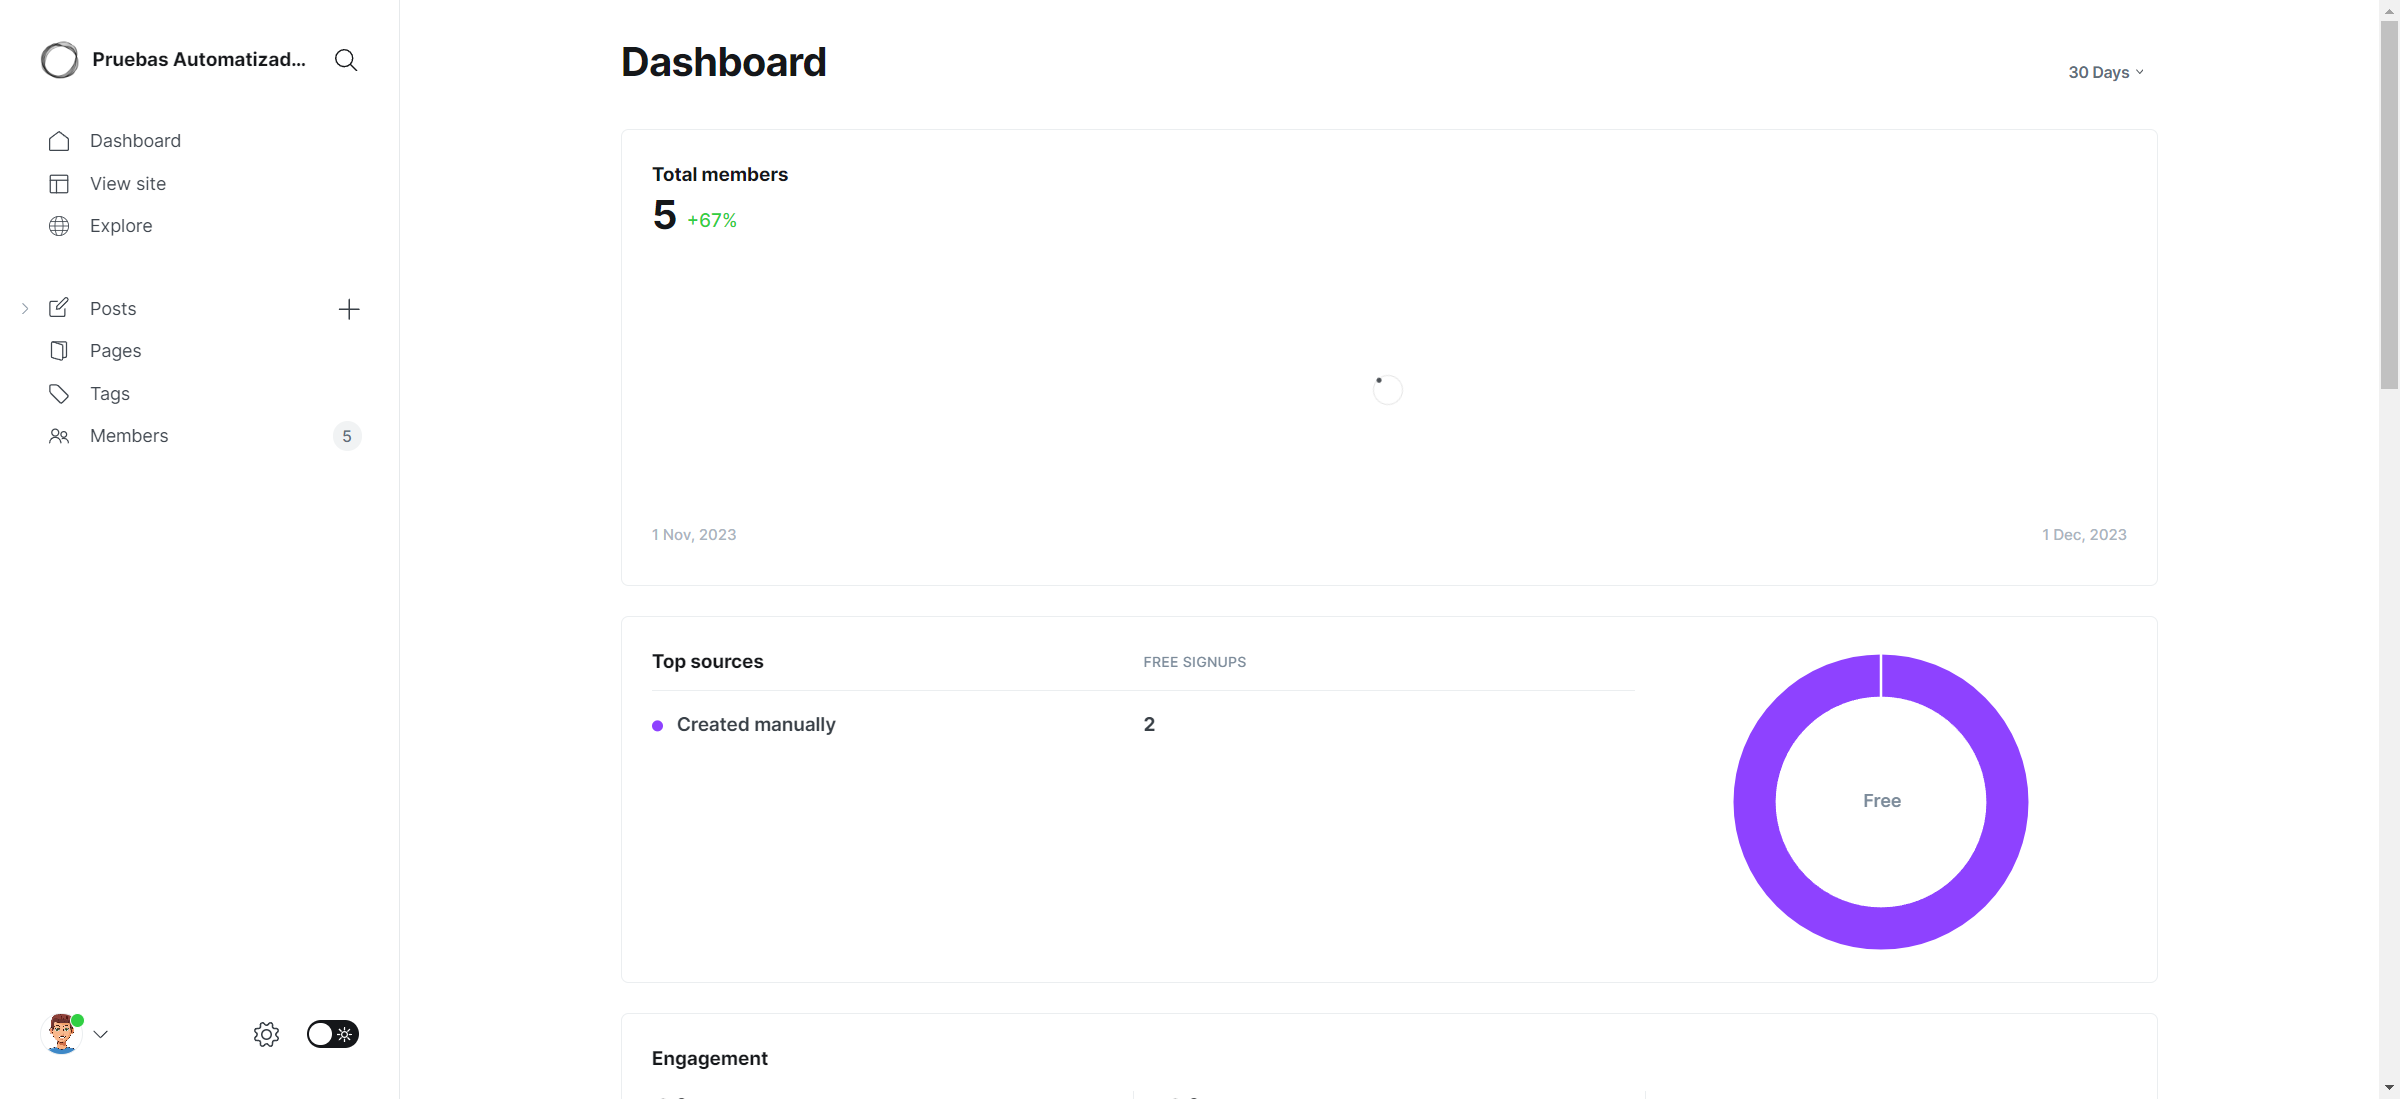 Pruebas Automatizad...
Dashboard
View site
Explore
Posts
Pages
Tags
Members
5
Dashboard
30 Days
Total members
5 +67%
1 Nov, 2023
1 Dec, 2023
Top sources
FREE SIGNUPS
Created manually
2
Free
Engagement